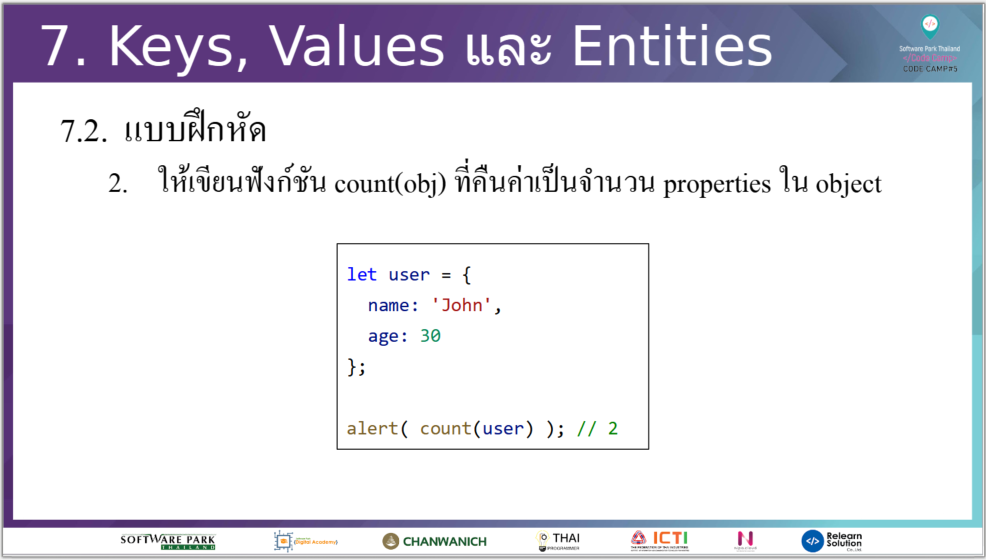 7. Keys, Values และ Entities
Software Park Thailand
CODE CAMP#5
7.2. แบบฝึกหัด
2. ให้เขียนฟังก์ชัน count(obj) ที่คืนค่าเป็นจำนวน properties ใน object
let user = {
name: 'John',
age: 30
};
alert( count(user) ); // 2
SOFTWARE PARK
THAILAND
Digital Academy
CHANWANICH
THAI
PROGRAMMER
ICTI
Relearn
Solution
Co., Ltd.